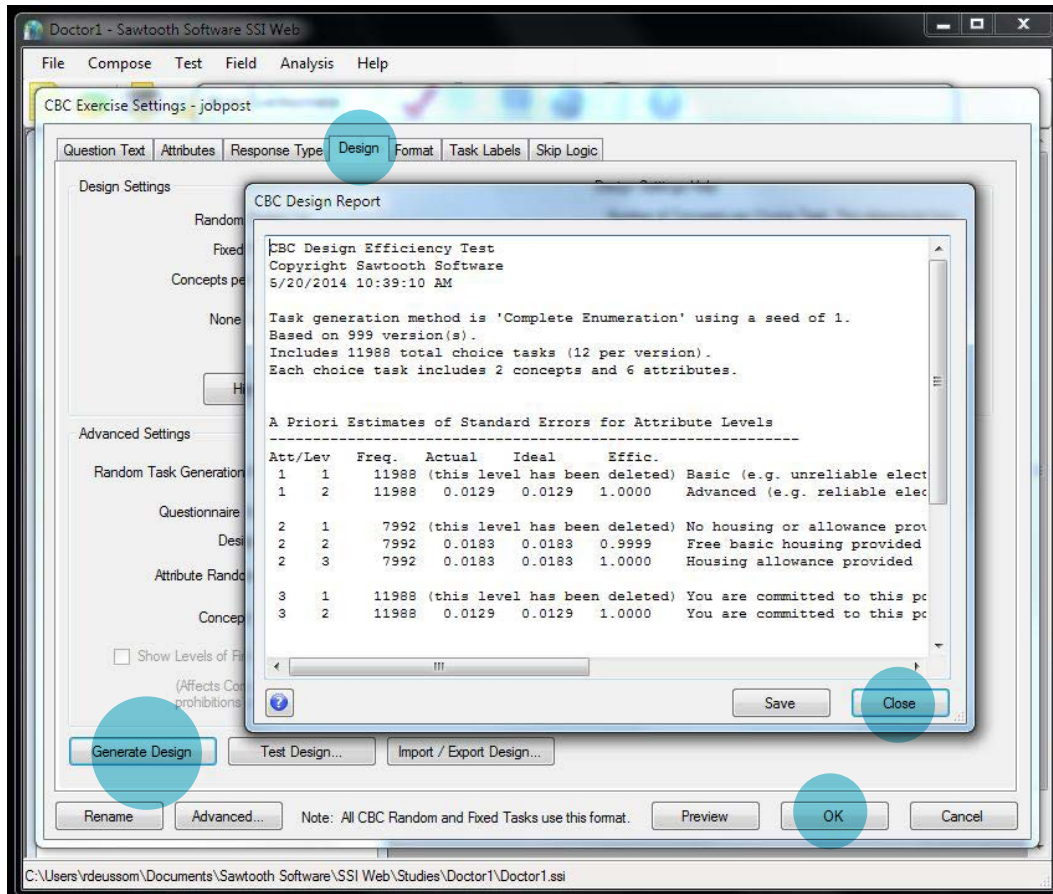 Doctor1 - Sawtooth Software SSI Web
File Compose Test Field Analysis Help
CBC Exercise Settings - jobpost
Question Text Attributes Response Type Design Format Task Labels Skip Logic
Design Settings
Random
Fixed
Concepts pe
None
Hi
CBC Design Report
CBC Design Efficiency Test
Copyright Sawtooth Software
5/20/2014 10:39:10 AM
Task generation method is 'Complete Enumeration' using a seed of 1.
Based on 999 version(s).
Includes 11988 total choice tasks (12 per version).
Each choice task includes 2 concepts and 6 attributes.
A Priori Estimates of Standard Errors for Attribute Levels
-------------------------------------------------------------
Att/Lev Freq. Actual Ideal Effic.
1 1 11988 (this level has been deleted) Basic (e.g. unreliable elect
1 2 11988 0.0129 0.0129 1.0000 Advanced (e.g. reliable elec
2 1 7992 (this level has been deleted) No housing or allowance prov
2 2 7992 0.0183 0.0183 0.9999 Free basic housing provided
2 3 7992 0.0183 0.0183 1.0000 Housing allowance provided
3 1 11988 (this level has been deleted) You are committed to this po
3 2 11988 0.0129 0.0129 1.0000 You are committed to this po
Save Close
Advanced Settings
Random Task Generation
Questionnaire
Desi
Attribute Rando
Concep
Show Levels of Fi
(Affects Con
prohibitions
Generate Design Test Design... Import / Export Design...
Rename Advanced... Note: All CBC Random and Fixed Tasks use this format. Preview OK Cancel
C:\Users\rdeussom\Documents\Sawtooth Software\SSI Web\Studies\Doctor1\Doctor1.ssi